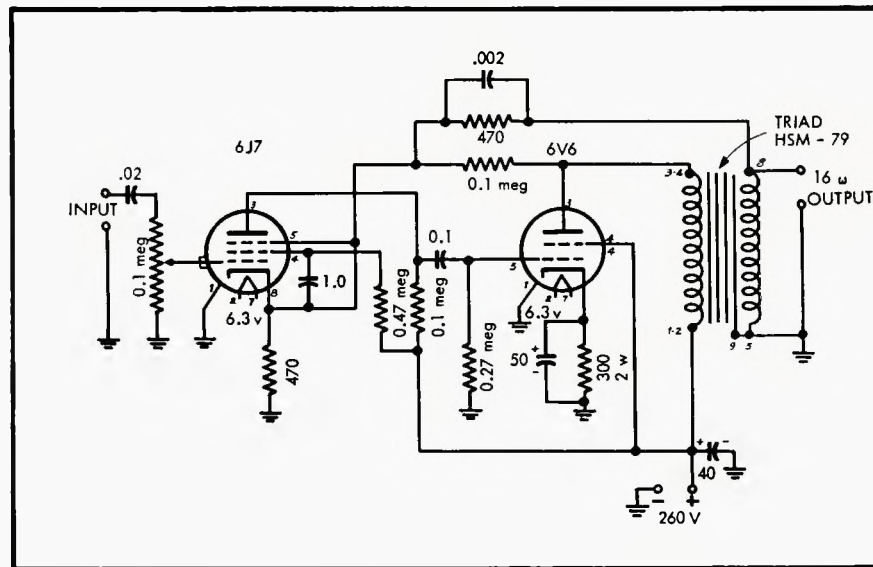 .002
470
TRIAD
HSM - 79
6J7
6V6
3·4
8
.02
0.1 meg
16 ω
OUTPUT
INPUT
3
5
4
0.1
3
4
4
0.1 meg
1
8
1.0
5
1
2
7
2
7
6.3 v
0.47 meg
0.1 meg
6.3 v
1·2
9
5
470
0.27 meg
50
+
-
300
2 w
+
-
40
-
+
260 V